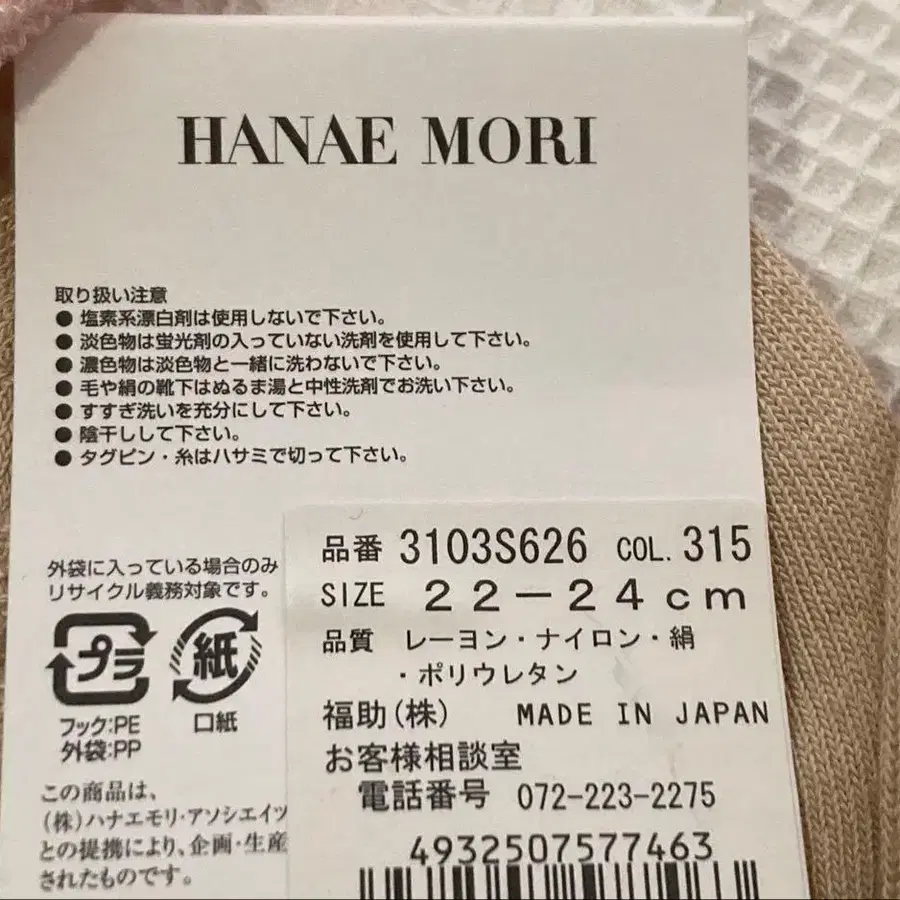 HANAE MORI
取り扱い注意
● 塩素系漂白剤は使用しないで下さい。
● 淡色物は蛍光剤の入っていない洗剤を使用して下さい。
● 濃色物は淡色物と一緒に洗わないで下さい。
● 毛や絹の靴下はぬるま湯と中性洗剤でお洗い下さい。
● すすぎ洗いを充分にして下さい。
● 陰干しして下さい。
● タグピン・糸はハサミで切って下さい。
外袋に入っている場合のみ
リサイクル義務対象です。
プラ 紙
フック:PE 口紙
外袋:PP
この商品は、
(株)ハナエモリ・アソシエイツ
との提携により、企画・生産
されたものです。
品番 3103S626 COL. 315
SIZE 22-24cm
品質 レーヨン・ナイロン・絹
・ポリウレタン
福助(株) MADE IN JAPAN
お客様相談室
電話番号 072-223-2275
4932507577463